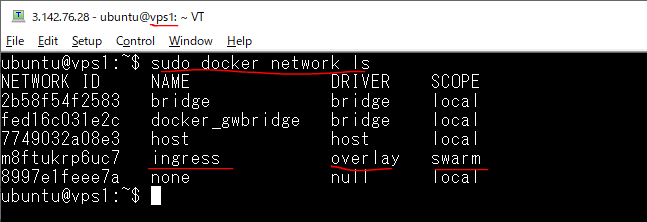 3.142.76.28 - ubuntu@vps1: ~ VT
File Edit Setup Control Window Help
ubuntu@vps1:~$ sudo docker network ls
NETWORK ID NAME DRIVER SCOPE
2b58f54f2583 bridge bridge local
fed16c031e2c docker_gwbridge bridge local
7749032a08e3 host host local
m8ftukrp6uc7 ingress overlay swarm
8997e1feee7a none null local
ubuntu@vps1:~$